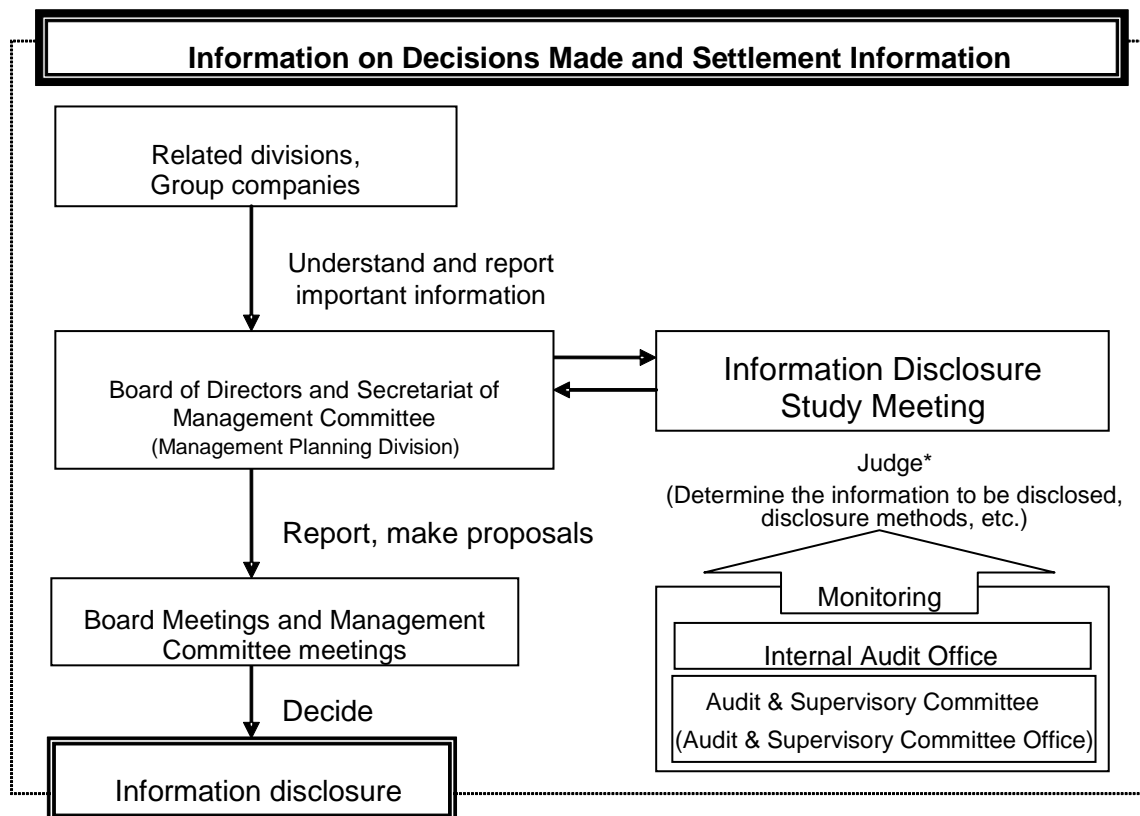 Information on Decisions Made and Settlement Information
Related divisions,
Group companies
Understand and report
important information
Board of Directors and Secretariat of
Management Committee
(Management Planning Division)
Information Disclosure
Study Meeting
Judge*
(Determine the information to be disclosed,
disclosure methods, etc.)
Report, make proposals
Monitoring
Board Meetings and Management
Committee meetings
Internal Audit Office
Audit & Supervisory Committee
(Audit & Supervisory Committee Office)
Decide
Information disclosure